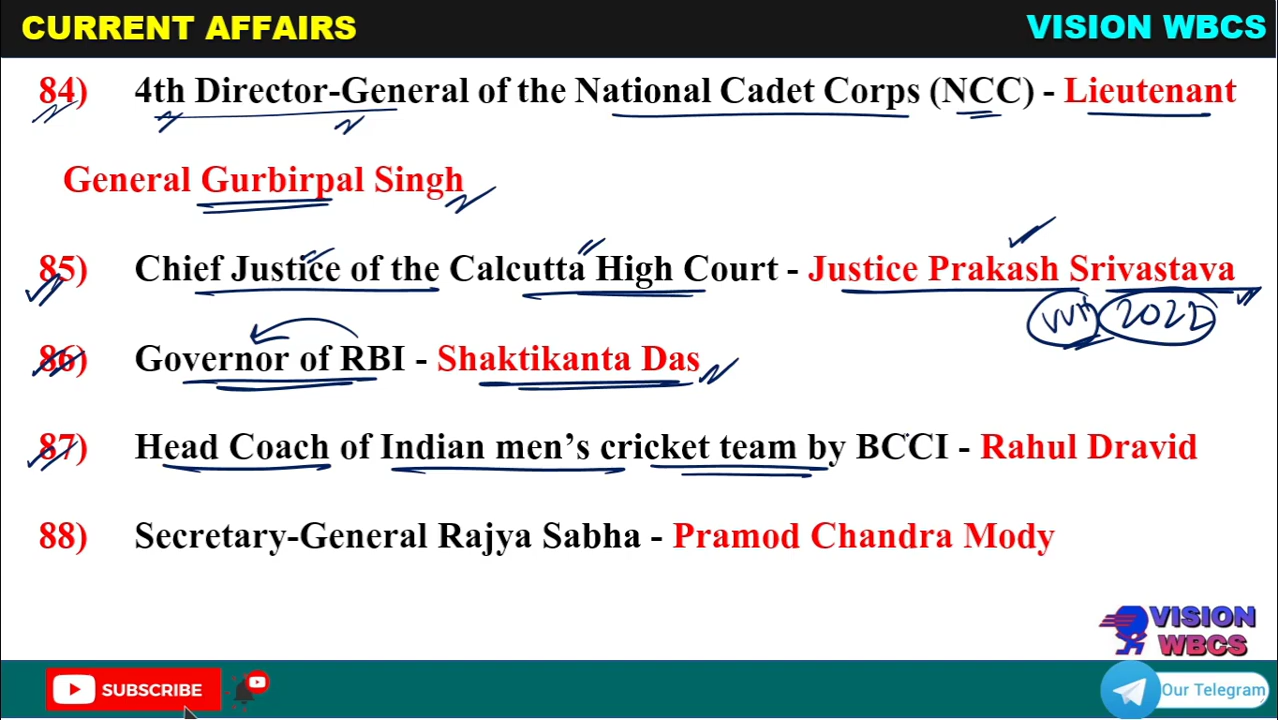 CURRENT AFFAIRS
VISION WBCS
84) 4th Director-General of the National Cadet Corps (NCC) - Lieutenant
General Gurbirpal Singh
85) Chief Justice of the Calcutta High Court - Justice Prakash Srivastava
2022
86) Governor of RBI - Shaktikanta Das
87) Head Coach of Indian men's cricket team by BCCI - Rahul Dravid
88) Secretary-General Rajya Sabha - Pramod Chandra Mody
VISION
WBCS
SUBSCRIBE
Our Telegram